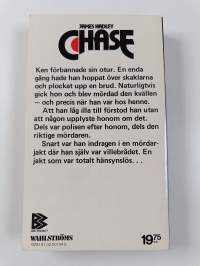 JAMES HADLEY
CHASE
Ken förbannade sin otur. En enda
gång hade han hoppat över skaklarna
och plockat upp en brud. Naturligtvis
gick hon och blev mördad den kvällen
– och precis när han var hos henne.
Att han låg illa till förstod han utan
att någon upplyste honom om det.
Dels var polisen efter honom, dels den
riktige mördaren.
Snart var han indragen i en mördar-
jakt där han själv var villebrådet. En
jakt som var totalt hänsynslös. . .
B
WAHLSTRÖMS
19.75